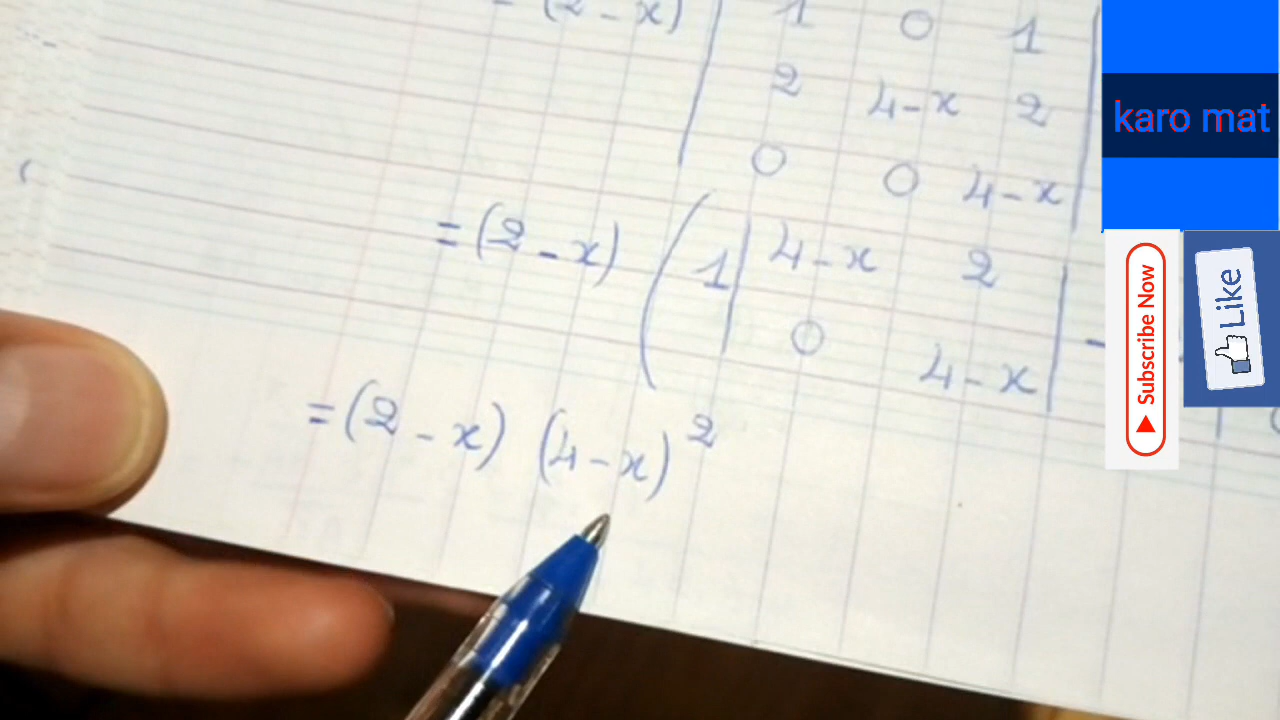 = (2-x) | 1 0 1 |
2 4-x 2
0 0 4-x
= (2-x) ( 1 | 4-x 2 | -
0 4-x
= (2-x) (4-x)²
karo mat
Subscribe Now
Like